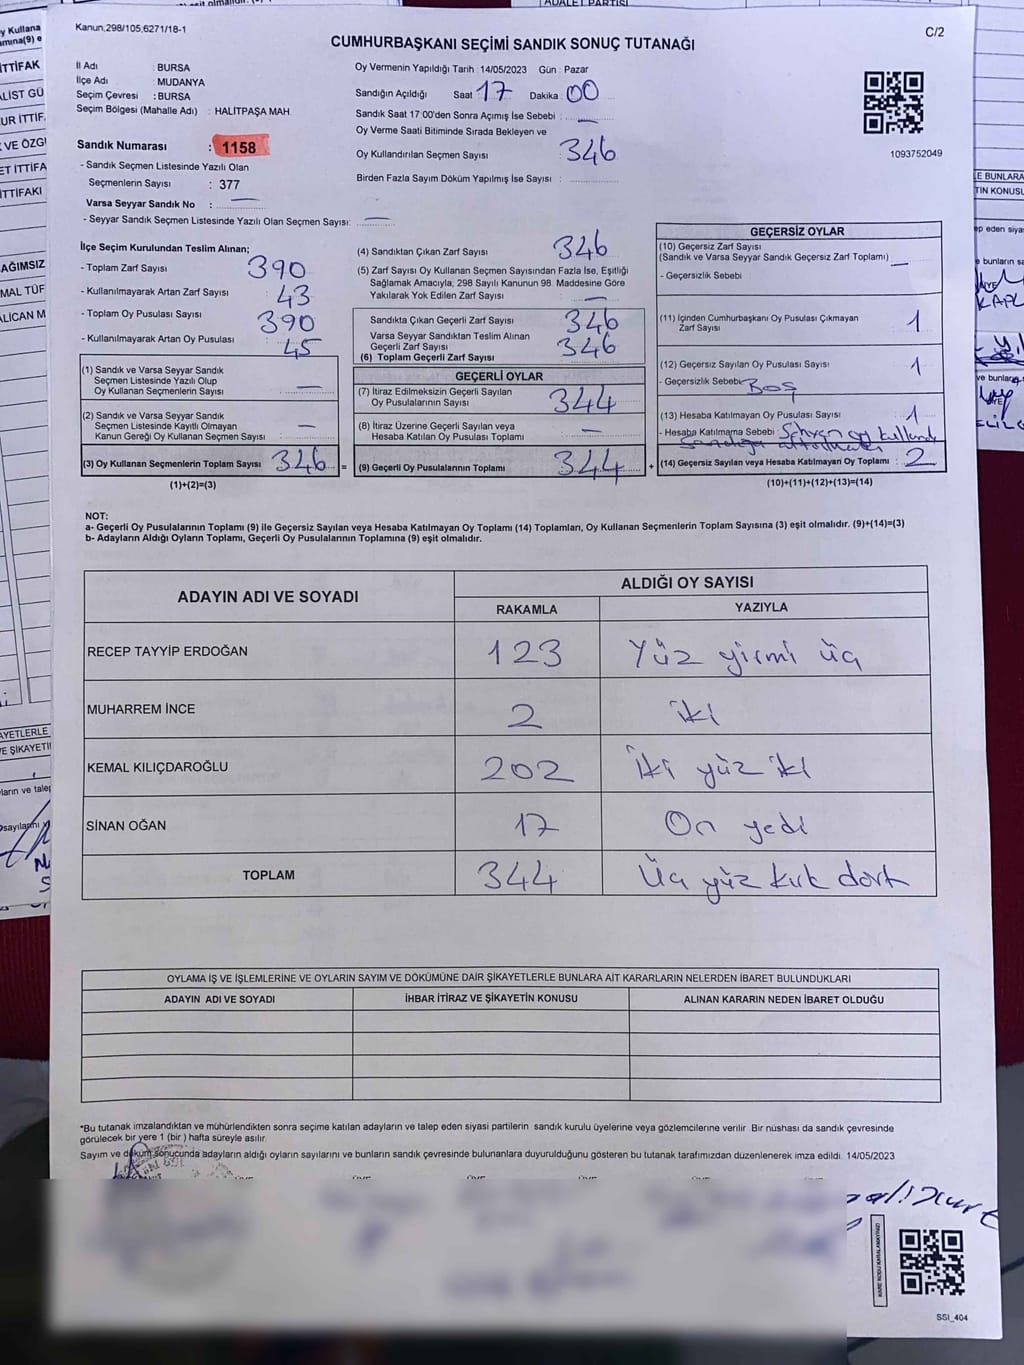 Kanun,298/105,6271/18-1
C/2
CUMHURBAŞKANI SEÇİMİ SANDIK SONUÇ TUTANAĞI
İl Adı : BURSA
İlçe Adı : MUDANYA
Seçim Çevresi : BURSA
Seçim Bölgesi (Mahalle Adı) : HALİTPAŞA MAH
Sandık Numarası : 1158
- Sandık Seçmen Listesinde Yazılı Olan
Seçmenlerin Sayısı : 377
Varsa Seyyar Sandık No : —
- Seyyar Sandık Seçmen Listesinde Yazılı Olan Seçmen Sayısı: —
Oy Vermenin Yapıldığı Tarih : 14/05/2023 Gün : Pazar
Sandığın Açıldığı Saat 17 Dakika 00
Sandık Saat 17 00'den Sonra Açımış İse Sebebi : —
Oy Verme Saati Bitiminde Sırada Bekleyen ve
Oy Kullandırılan Seçmen Sayısı : 346
Birden Fazla Sayım Döküm Yapılmış İse Sayısı :
1093752049
İlçe Seçim Kurulundan Teslim Alınan;
- Toplam Zarf Sayısı 390
- Kullanılmayarak Artan Zarf Sayısı 43
- Toplam Oy Pusulası Sayısı 390
- Kullanılmayarak Artan Oy Pusulası 45
(1) Sandık ve Varsa Seyyar Sandık
Seçmen Listesinde Yazılı Olup
Oy Kullanan Seçmenlerin Sayısı : —
(2) Sandık ve Varsa Seyyar Sandık
Seçmen Listesinde Kayıtlı Olmayan
Kanun Gereği Oy Kullanan Seçmen Sayısı : —
(3) Oy Kullanan Seçmenlerin Toplam Sayısı 346 =
(1)+(2)=(3)
(4) Sandıktan Çıkan Zarf Sayısı 346
(5) Zarf Sayısı Oy Kullanan Seçmen Sayısından Fazla İse, Eşitliği
Sağlamak Amacıyla, 298 Sayılı Kanunun 98. Maddesine Göre
Yakılarak Yok Edilen Zarf Sayısı : —
Sandıkta Çıkan Geçerli Zarf Sayısı 346
Varsa Seyyar Sandıktan Teslim Alınan
Geçerli Zarf Sayısı 346
(6) Toplam Geçerli Zarf Sayısı
GEÇERLİ OYLAR
(7) İtiraz Edilmeksizin Geçerli Sayılan
Oy Pusulalarının Sayısı 344
(8) İtiraz Üzerine Geçerli Sayılan veya
Hesaba Katılan Oy Pusulası Toplamı : —
(9) Geçerli Oy Pusulalarının Toplamı 344 +
GEÇERSİZ OYLAR
(10) Geçersiz Zarf Sayısı
(Sandık ve Varsa Seyyar Sandık Geçersiz Zarf Toplamı) —
- Geçersizlik Sebebi
(11) İçinden Cumhurbaşkanı Oy Pusulası Çıkmayan
Zarf Sayısı 1
(12) Geçersiz Sayılan Oy Pusulası Sayısı : 1
- Geçersizlik Sebebi Boş
(13) Hesaba Katılmayan Oy Pusulası Sayısı : 1
- Hesaba Katılmama Sebebi : oy kullandı
(14) Geçersiz Sayılan veya Hesaba Katılmayan Oy Toplamı : 2
(10)+(11)+(12)+(13)=(14)
NOT:
a- Geçerli Oy Pusulalarının Toplamı (9) ile Geçersiz Sayılan veya Hesaba Katılmayan Oy Toplamı (14) Toplamları, Oy Kullanan Seçmenlerin Toplam Sayısına (3) eşit olmalıdır. (9)+(14)=(3)
b- Adayların Aldığı Oyların Toplamı, Geçerli Oy Pusulalarının Toplamına (9) eşit olmalıdır.
ADAYIN ADI VE SOYADI
ALDIĞI OY SAYISI
RAKAMLA YAZIYLA
RECEP TAYYİP ERDOĞAN 123 Yüz yirmi üç
MUHARREM İNCE 2 iki
KEMAL KILIÇDAROĞLU 202 iki yüz iki
SİNAN OĞAN 17 On yedi
TOPLAM 344 Üç yüz kırk dört
OYLAMA İŞ VE İŞLEMLERİNE VE OYLARIN SAYIM VE DÖKÜMÜNE DAİR ŞİKAYETLERLE BUNLARA AİT KARARLARIN NELERDEN İBARET BULUNDUKLARI
ADAYIN ADI VE SOYADI İHBAR İTİRAZ VE ŞİKAYETİN KONUSU ALINAN KARARIN NEDEN İBARET OLDUĞU
*Bu tutanak imzalandıktan ve mühürlendikten sonra seçime katılan adayların ve talep eden siyasi partilerin sandık kurulu üyelerine veya gözlemcilerine verilir Bir nüshası da sandık çevresinde
görülecek bir yere 1 (bir ) hafta süreyle asılır.
Sayım ve döküm sonucunda adayların aldığı oyların sayılarını ve bunların sandık çevresinde bulunanlara duyurulduğunu gösteren bu tutanak tarafımızdan düzenlenerek imza edildi. 14/05/2023
KARE KODU KARALAMAYINIZ!
SSI_404